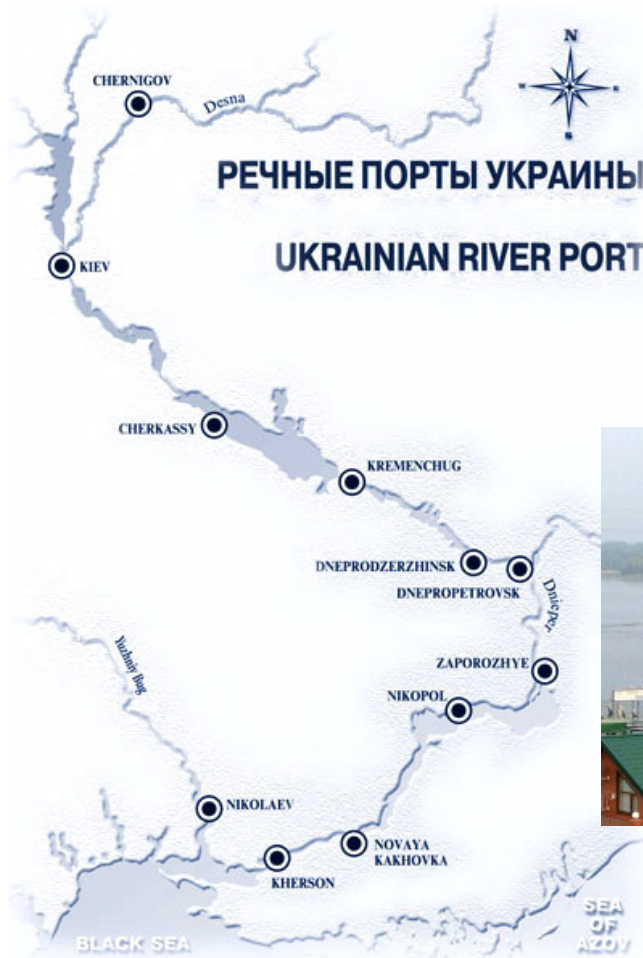 N
W
E
S
CHERNIGOV
Desna
РЕЧНЫЕ ПОРТЫ УКРАИНЫ
UKRAINIAN RIVER PORT
KIEV
CHERKASSY
KREMENCHUG
DNEPRODZERZHINSK
DNEPROPETROVSK
Dnieper
Yuzhniy Bug
ZAPOROZHYE
NIKOPOL
NIKOLAEV
NOVAYA
KAKHOVKA
KHERSON
BLACK SEA
SEA
OF
AZOV